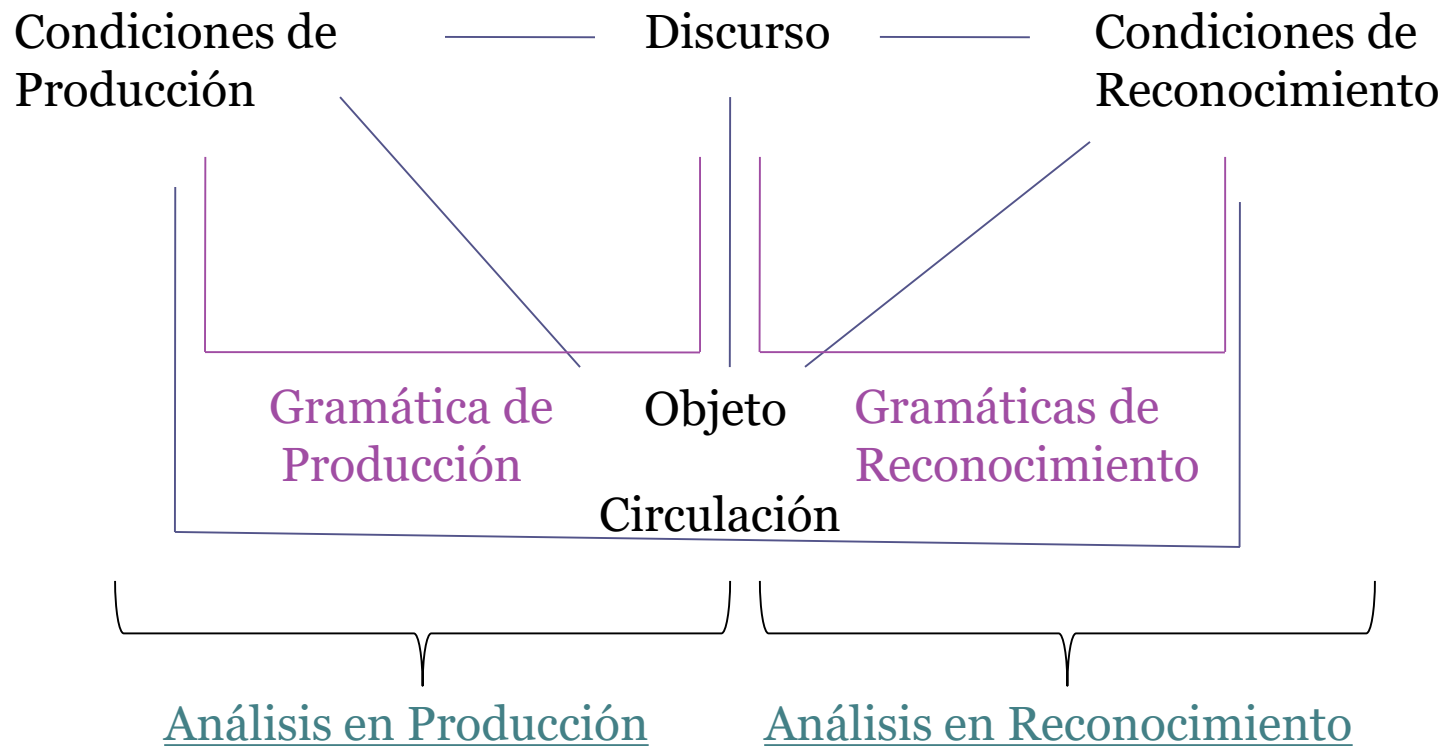 Condiciones de
Producción
Discurso
Condiciones de
Reconocimiento
Gramática de
Producción
Objeto
Gramáticas de
Reconocimiento
Circulación
Análisis en Producción
Análisis en Reconocimiento